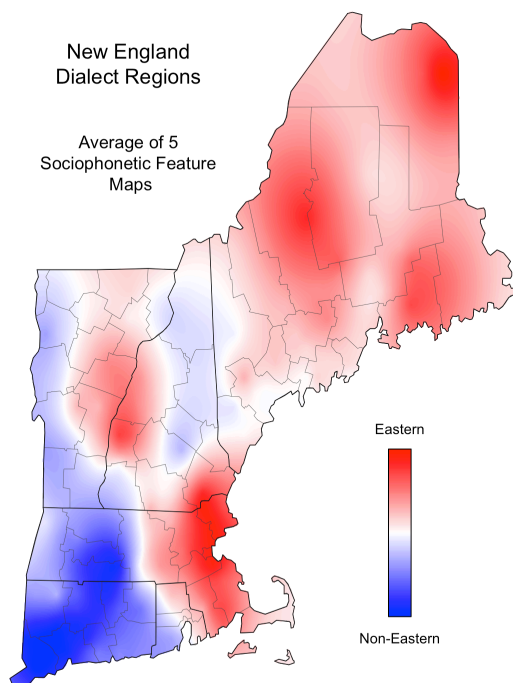 New England
Dialect Regions
Average of 5
Sociophonetic Feature
Maps
Eastern
Non-Eastern